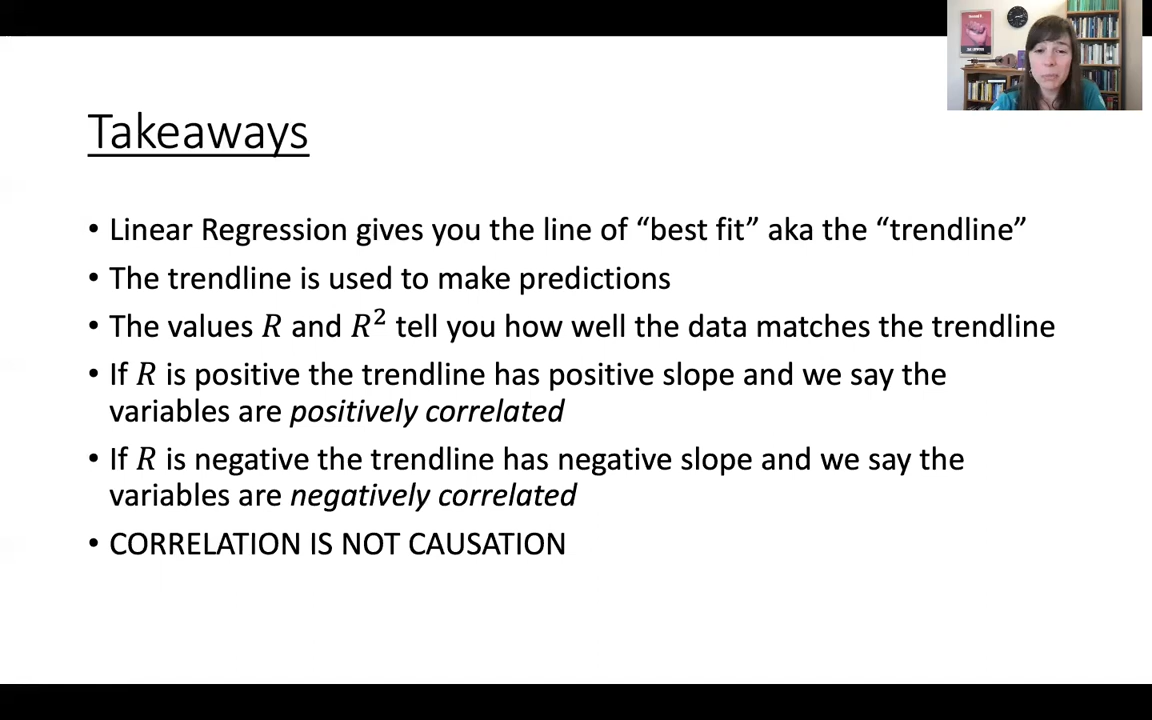 Takeaways
• Linear Regression gives you the line of “best fit” aka the “trendline”
• The trendline is used to make predictions
• The values R and R² tell you how well the data matches the trendline
• If R is positive the trendline has positive slope and we say the
variables are positively correlated
• If R is negative the trendline has negative slope and we say the
variables are negatively correlated
• CORRELATION IS NOT CAUSATION